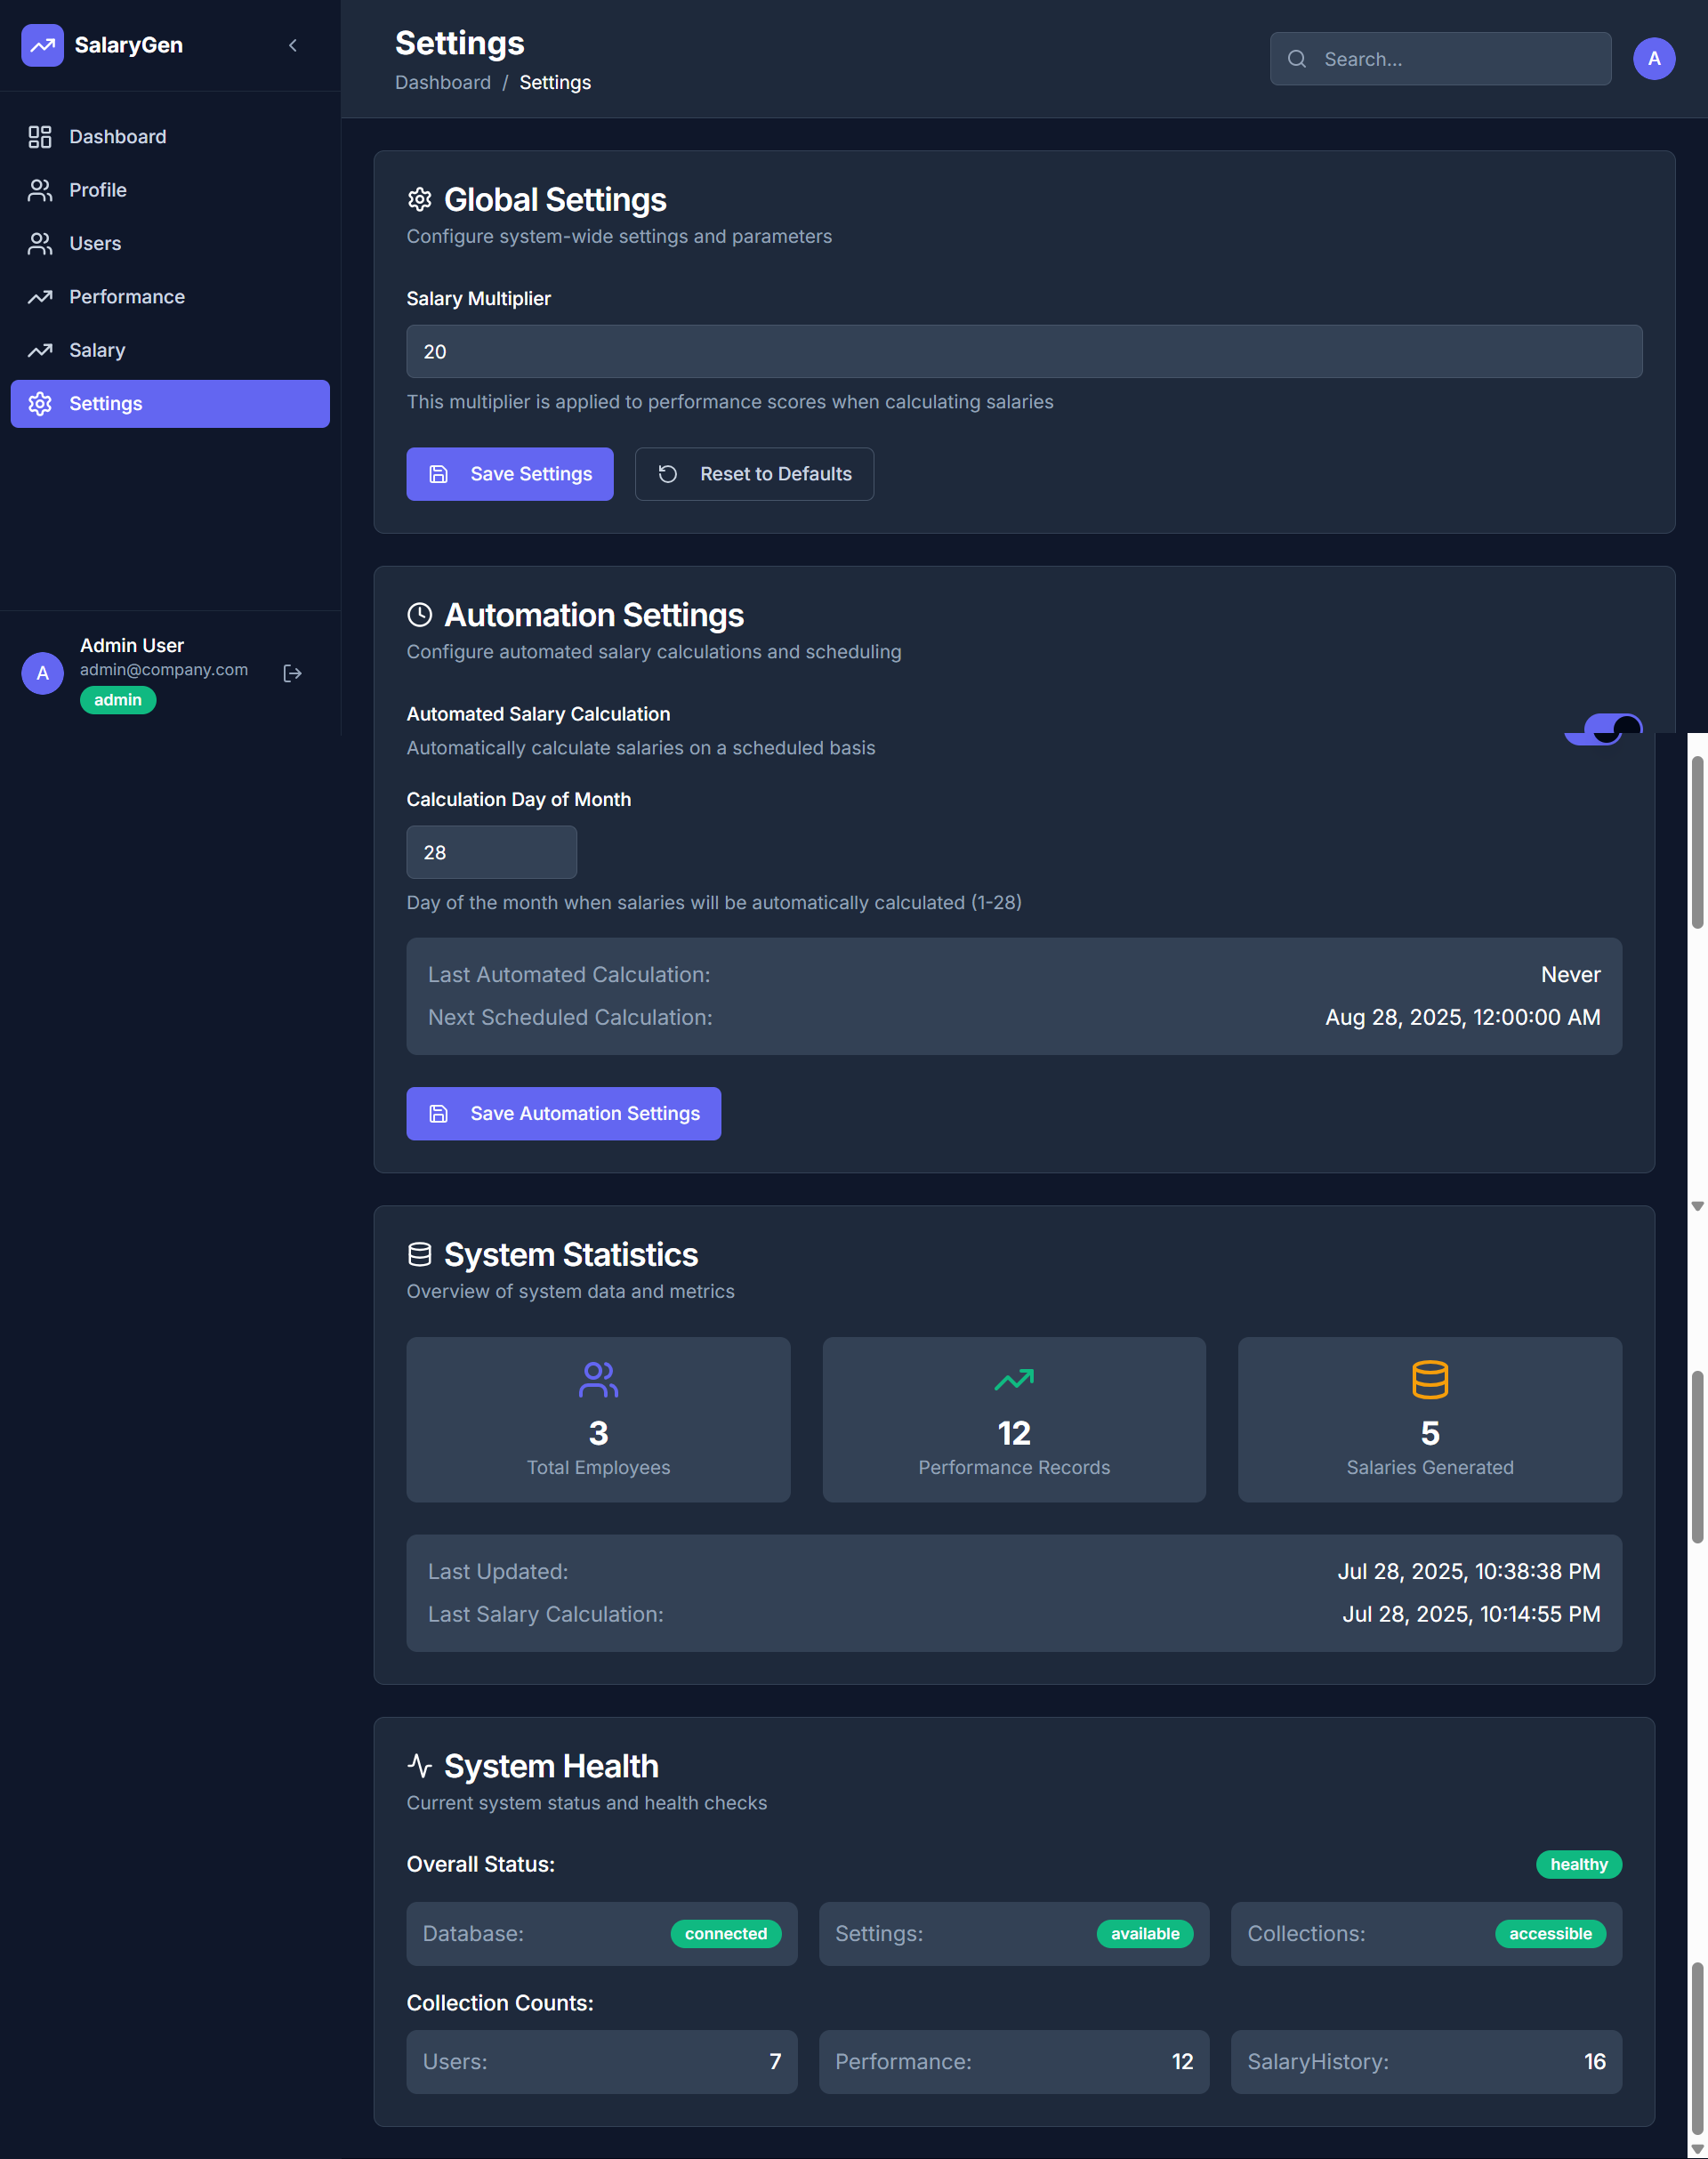 SalaryGen
Dashboard
Profile
Users
Performance
Salary
Settings
A
Admin User
admin@company.com
admin
Settings
Dashboard / Settings
Search...
A
Global Settings
Configure system-wide settings and parameters
Salary Multiplier
20
This multiplier is applied to performance scores when calculating salaries
Save Settings
Reset to Defaults
Automation Settings
Configure automated salary calculations and scheduling
Automated Salary Calculation
Automatically calculate salaries on a scheduled basis
Calculation Day of Month
28
Day of the month when salaries will be automatically calculated (1-28)
Last Automated Calculation: Never
Next Scheduled Calculation: Aug 28, 2025, 12:00:00 AM
Save Automation Settings
System Statistics
Overview of system data and metrics
3
Total Employees
12
Performance Records
5
Salaries Generated
Last Updated: Jul 28, 2025, 10:38:38 PM
Last Salary Calculation: Jul 28, 2025, 10:14:55 PM
System Health
Current system status and health checks
Overall Status: healthy
Database: connected
Settings: available
Collections: accessible
Collection Counts:
Users: 7
Performance: 12
SalaryHistory: 16